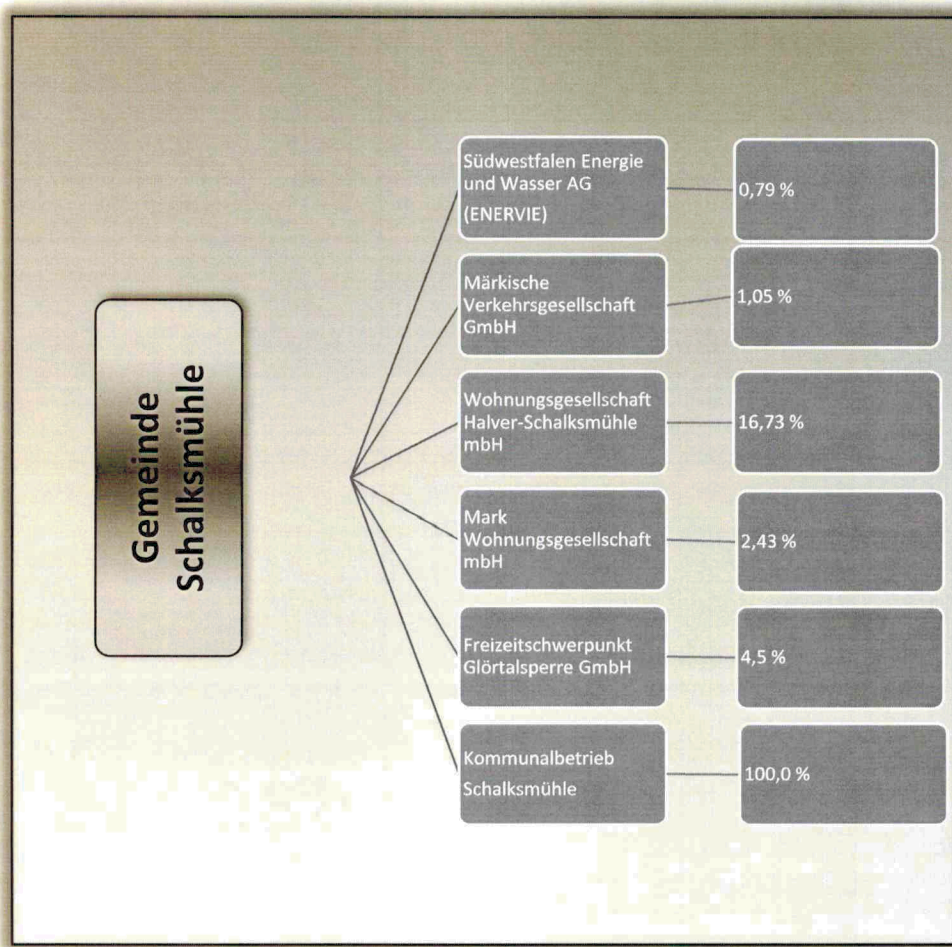 Gemeinde
Schalksmühle
Südwestfalen Energie
und Wasser AG
(ENERVIE)
0,79 %
Märkische
Verkehrsgesellschaft
GmbH
1,05 %
Wohnungsgesellschaft
Halver-Schalksmühle
mbH
16,73 %
Mark
Wohnungsgesellschaft
mbH
2,43 %
Freizeitschwerpunkt
Glörtalsperre GmbH
4,5 %
Kommunalbetrieb
Schalksmühle
100,0 %